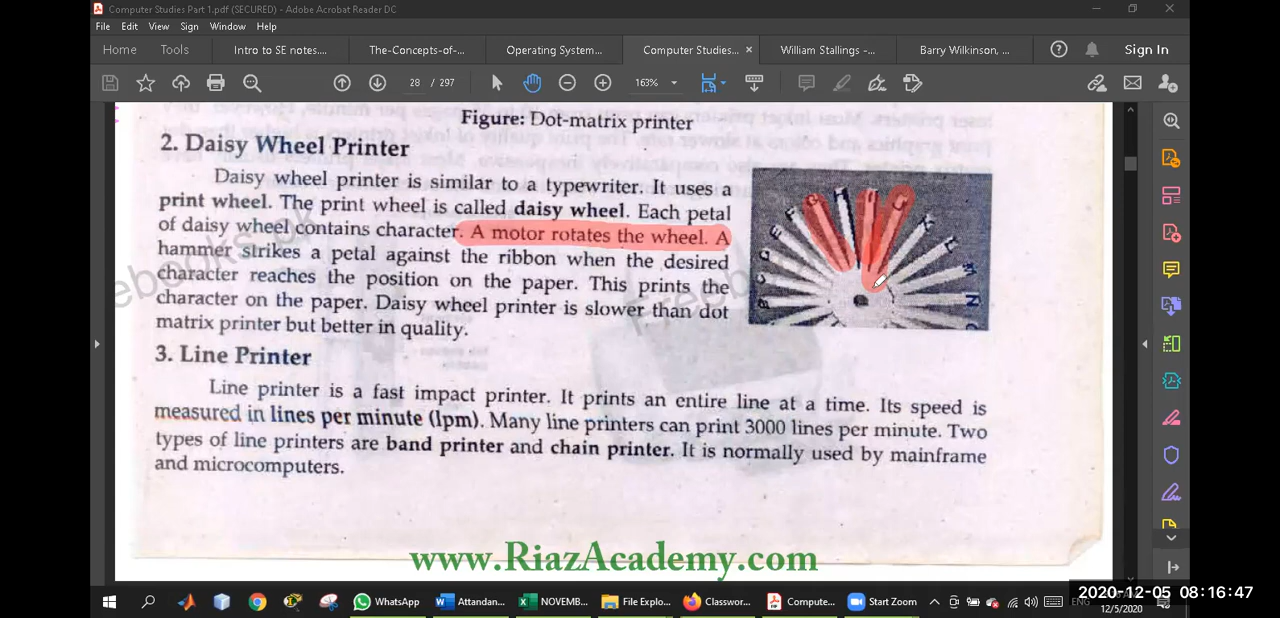 Computer Studies Part 1.pdf (SECURED) - Adobe Acrobat Reader DC
File Edit View Sign Window Help
Home Tools Intro to SE notes.... The-Concepts-of-... Operating System... Computer Studies... × William Stallings -... Barry Wilkinson, ... Sign In
28 / 297 163%
Figure: Dot-matrix printer
2. Daisy Wheel Printer
Daisy wheel printer is similar to a typewriter. It uses a
print wheel. The print wheel is called daisy wheel. Each petal
of daisy wheel contains character. A motor rotates the wheel. A
hammer strikes a petal against the ribbon when the desired
character reaches the position on the paper. This prints the
character on the paper. Daisy wheel printer is slower than dot
matrix printer but better in quality.
3. Line Printer
Line printer is a fast impact printer. It prints an entire line at a time. Its speed is
measured in lines per minute (lpm). Many line printers can print 3000 lines per minute. Two
types of line printers are band printer and chain printer. It is normally used by mainframe
and microcomputers.
www.RiazAcademy.com
WhatsApp Attendan... NOVEMB... File Explo... Classwor... Compute... Start Zoom ENG
2020-12-05 08:16:47
12/5/2020